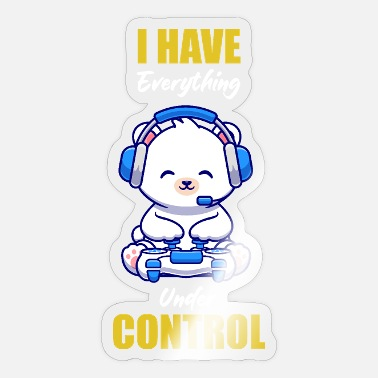 I HAVE
Everything
Under
CONTROL